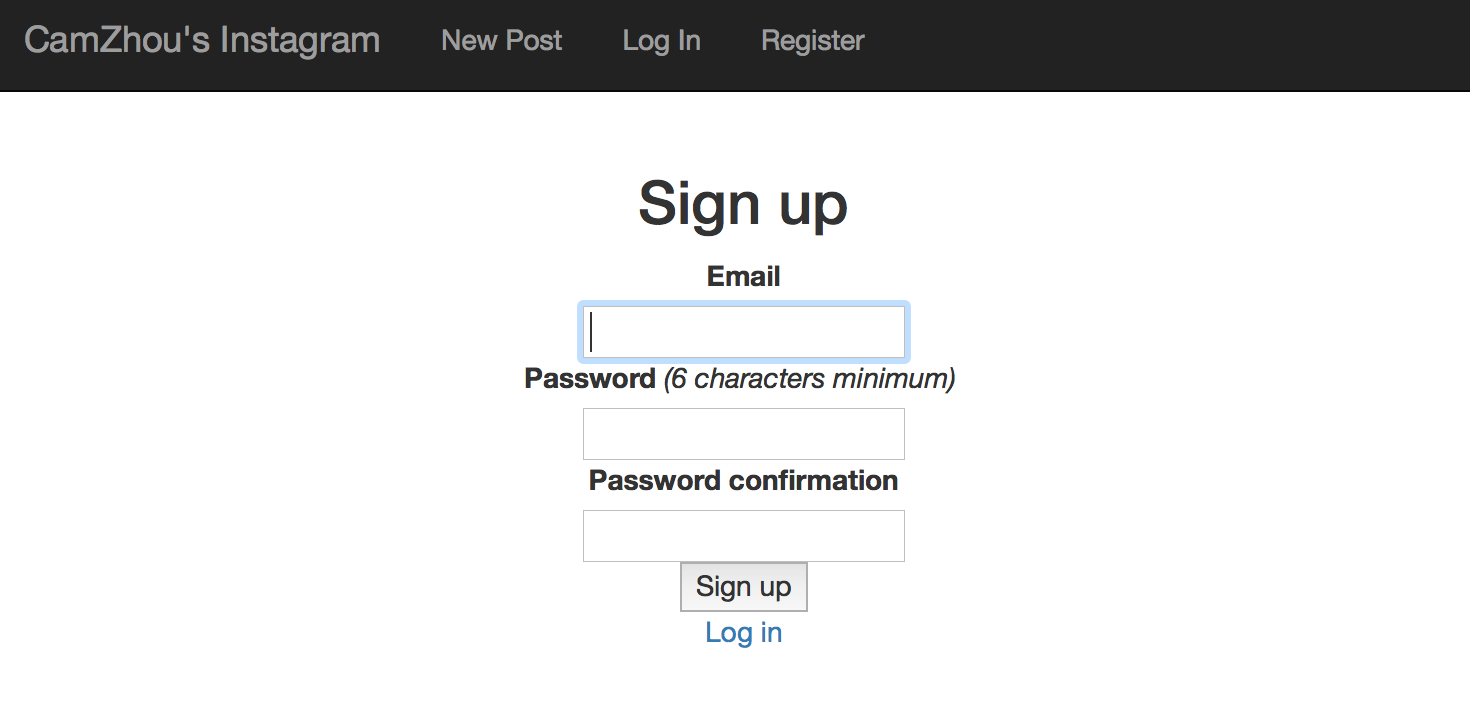 CamZhou's Instagram New Post Log In Register
Sign up
Email
Password (6 characters minimum)
Password confirmation
Sign up
Log in